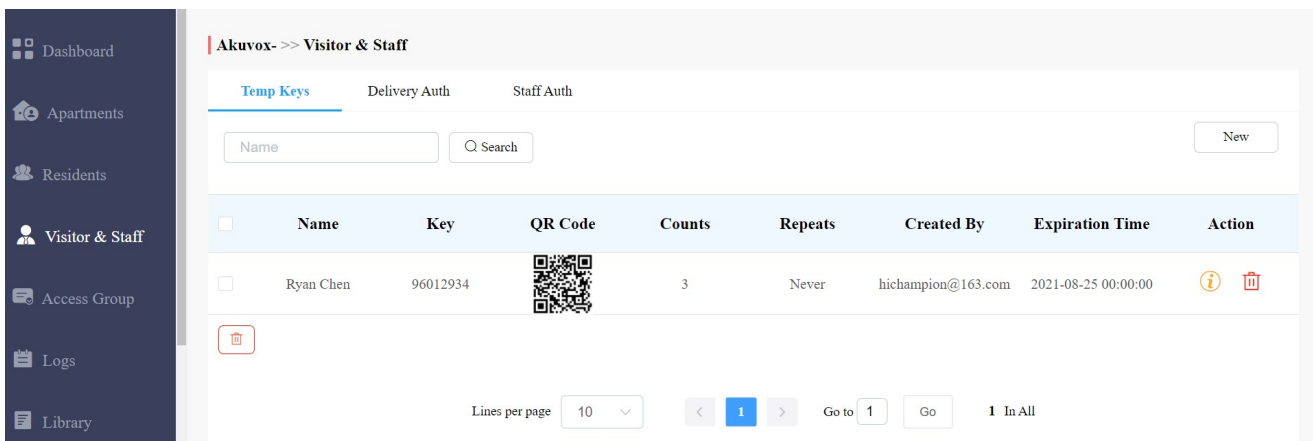 Akuvox- >> Visitor & Staff
Dashboard
Apartments
Residents
Visitor & Staff
Access Group
Logs
Library
Temp Keys Delivery Auth Staff Auth
Name Search New
Name Key QR Code Counts Repeats Created By Expiration Time Action
Ryan Chen 96012934 3 Never hichampion@163.com 2021-08-25 00:00:00
Lines per page 10 < 1 > Go to 1 Go 1 In All